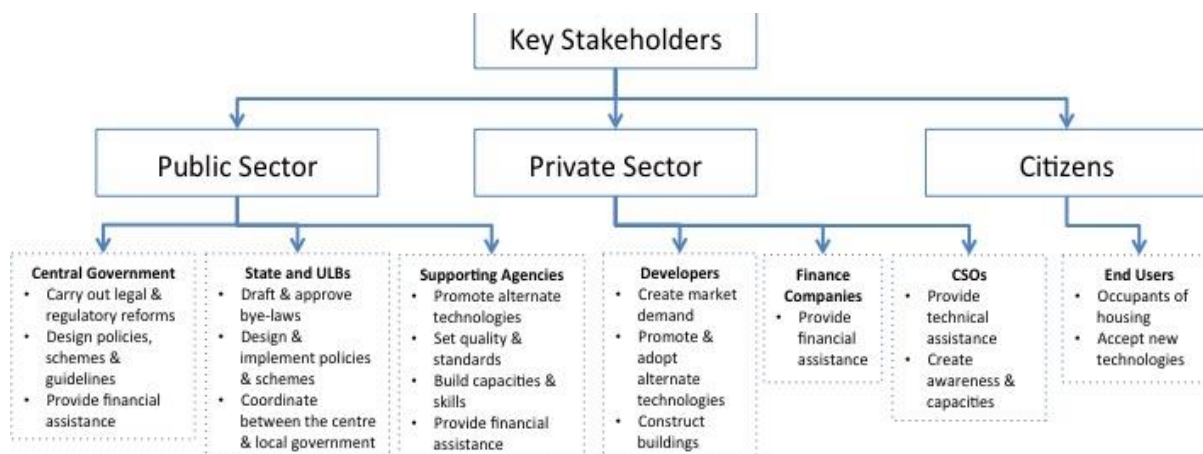 Key Stakeholders
Public Sector
Private Sector
Citizens
Central Government
• Carry out legal &
regulatory reforms
• Design policies,
schemes &
guidelines
• Provide financial
assistance
State and ULBs
• Draft & approve
bye-laws
• Design &
implement policies
& schemes
• Coordinate
between the centre
& local government
Supporting Agencies
• Promote alternate
technologies
• Set quality &
standards
• Build capacities &
skills
• Provide financial
assistance
Developers
• Create market
demand
• Promote &
adopt
alternate
technologies
• Construct
buildings
Finance
Companies
• Provide
financial
assistance
CSOs
• Provide
technical
assistance
• Create
awareness &
capacities
End Users
• Occupants of
housing
• Accept new
technologies